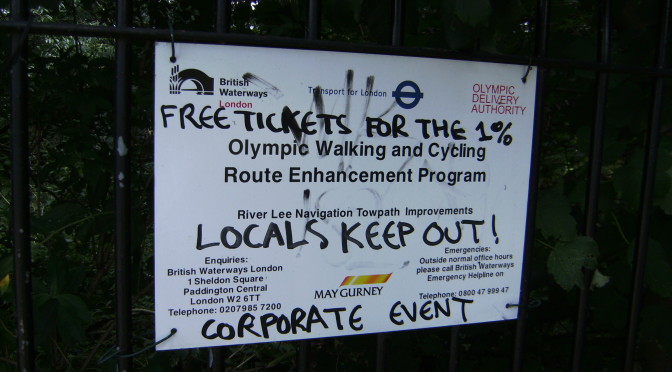 British
Waterways
London
Transport for London
OLYMPIC
DELIVERY
AUTHORITY
FREE TICKETS FOR THE 1%
Olympic Walking and Cycling
Route Enhancement Program
River Lee Navigation Towpath Improvements
LOCALS KEEP OUT!
Enquiries:
British Waterways London
1 Sheldon Square
Paddington Central
London W2 6TT
Telephone: 0207985 7200
MAY GURNEY
Emergencies:
Outside normal office hours
please call British Waterways
Emergency Helpline on
Telephone: 0800 47 999 47
CORPORATE EVENT